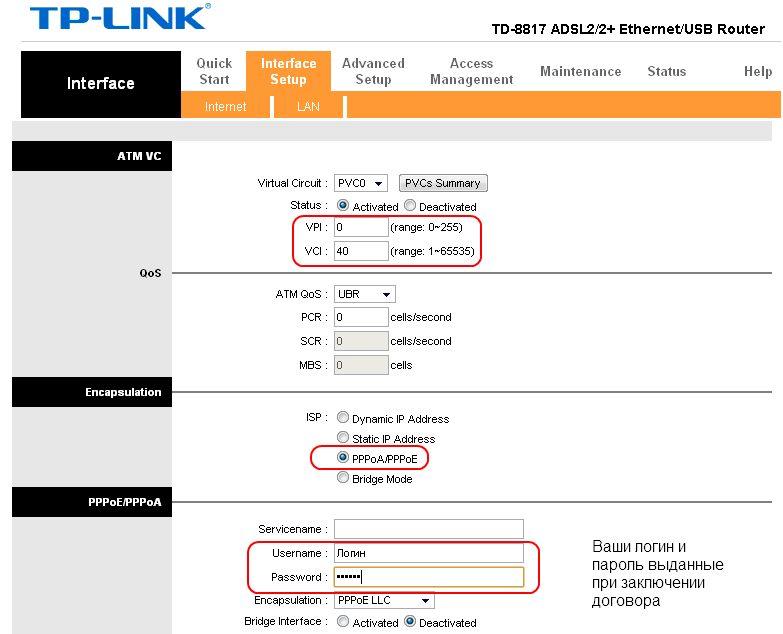 TP-LINK®
TD-8817 ADSL2/2+ Ethernet/USB Router
Interface
Quick Start
Interface Setup
Advanced Setup
Access Management
Maintenance
Status
Help
Internet
LAN
ATM VC
Virtual Circuit : PVC0 PVCs Summary
Status : Activated Deactivated
VPI : 0 (range: 0~255)
VCI : 40 (range: 1~65535)
QoS
ATM QoS : UBR
PCR : 0 cells/second
SCR : 0 cells/second
MBS : 0 cells
Encapsulation
ISP : Dynamic IP Address
Static IP Address
PPPoA/PPPoE
Bridge Mode
PPPoE/PPPoA
Servicename :
Username : Логин
Password : ••••••
Encapsulation : PPPoE LLC
Bridge Interface : Activated Deactivated
Ваши логин и
пароль выданные
при заключении
договора